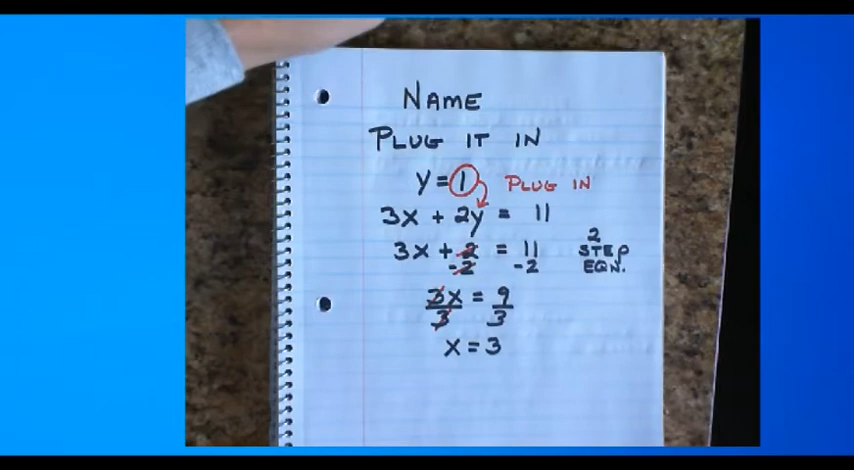 NAME
PLUG IT IN
y = 1 PLUG IN
3x + 2y = 11
3x + 2 = 11 2 STEP EQN.
-2 -2
3x = 9
3 3
x = 3